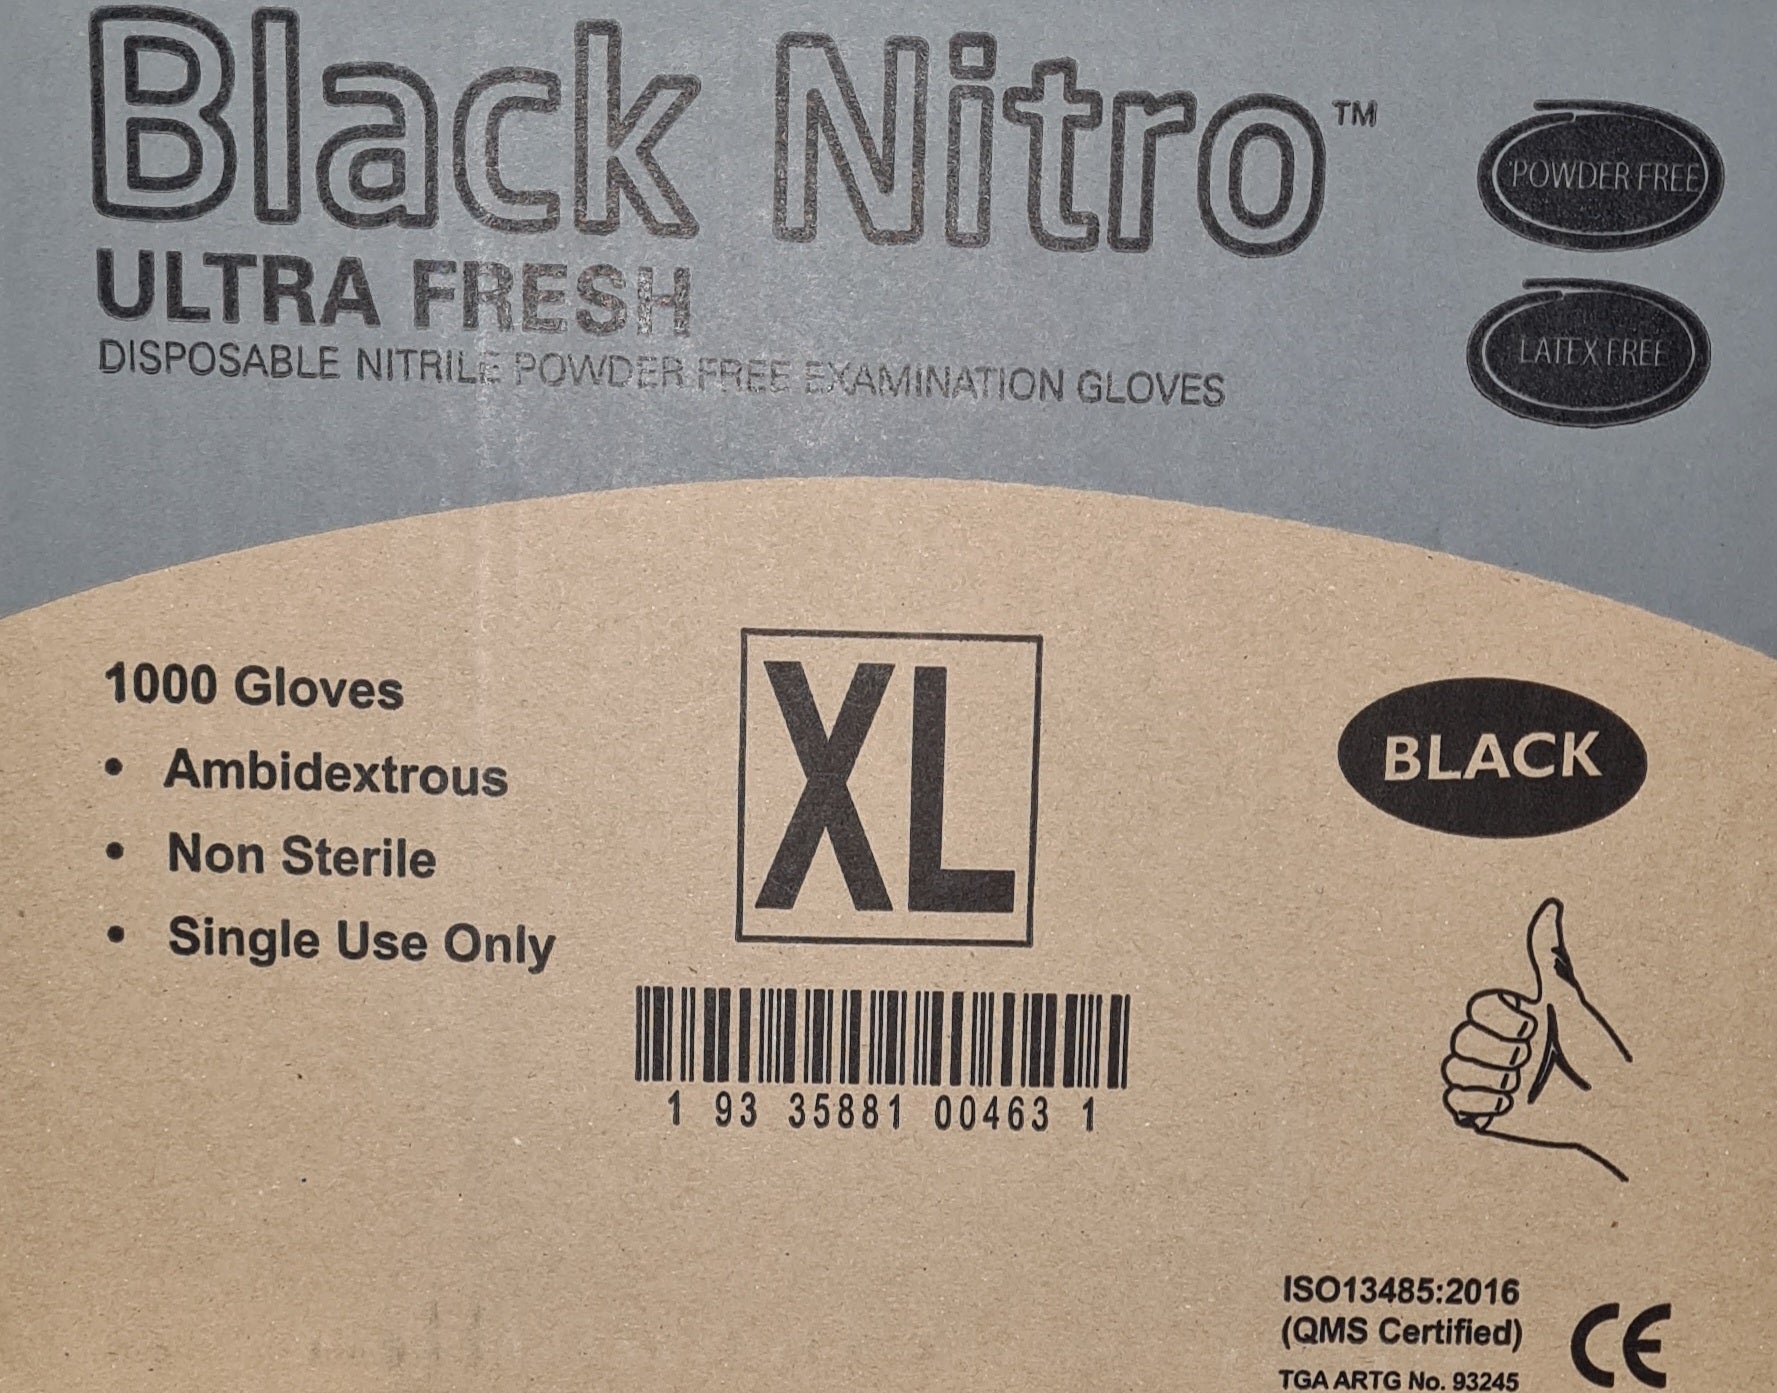 Black Nitro™
ULTRA FRESH
DISPOSABLE NITRILE POWDER FREE EXAMINATION GLOVES
POWDER FREE
LATEX FREE
1000 Gloves
• Ambidextrous
• Non Sterile
• Single Use Only
XL
BLACK
1 93 35881 00463 1
ISO13485:2016
(QMS Certified)
TGA ARTG No. 93245
CE